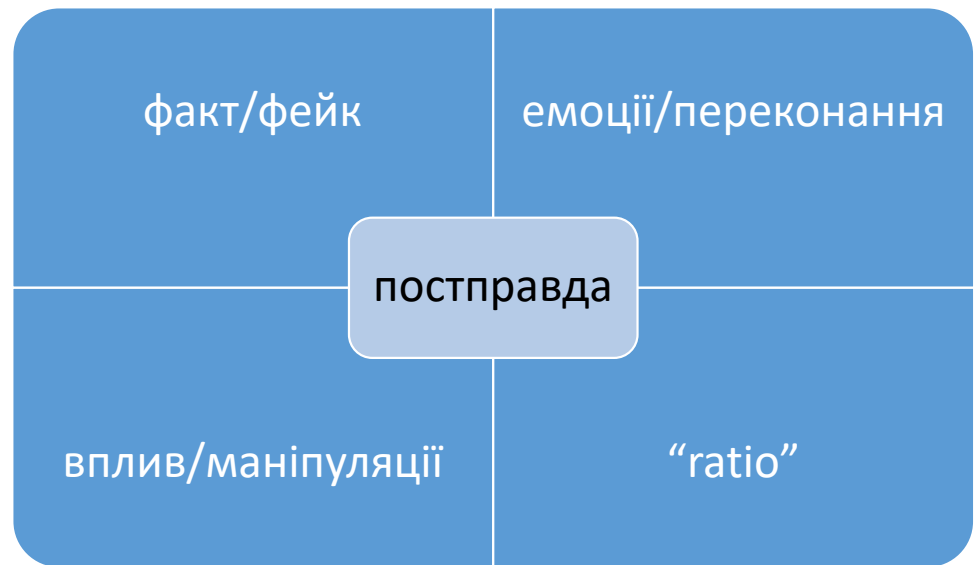 факт/фейк
емоції/переконання
постправда
вплив/маніпуляції
“ratio”